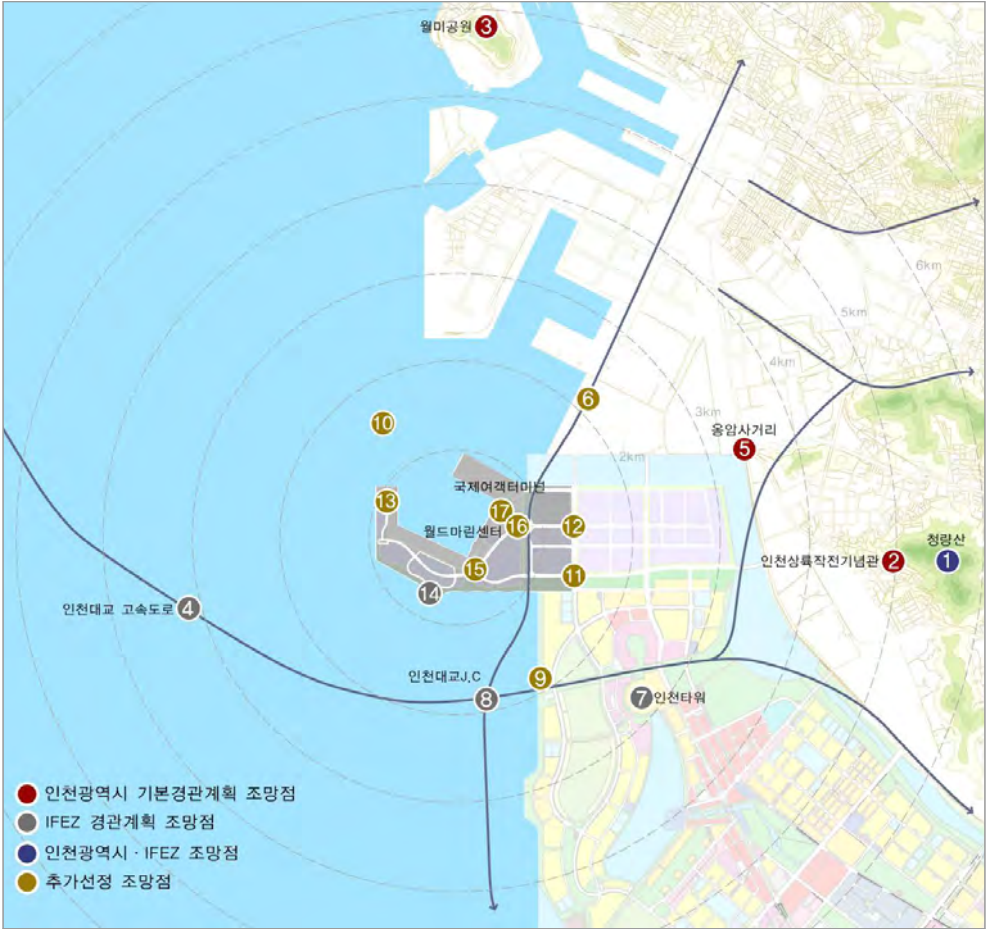 월미공원 3
6km
5km
4km
3km
2km
6
10
옹암사거리
5
국제여객터미널
13
17
월드마린센터 16
12
인천상륙작전기념관 2
청량산
1
15
11
14
인천대교 고속도로 4
인천대교J.C
8
9
7 인천타워
인천광역시 기본경관계획 조망점
IFEZ 경관계획 조망점
인천광역시 · IFEZ 조망점
추가선정 조망점